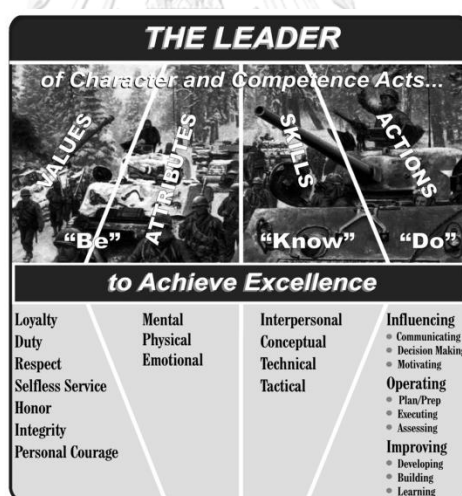 THE LEADER
of Character and Competence Acts...
VALUES
ATTRIBUTES
SKILLS
ACTIONS
“Be”
“Know”
“Do”
to Achieve Excellence
Loyalty
Duty
Respect
Selfless Service
Honor
Integrity
Personal Courage
Mental
Physical
Emotional
Interpersonal
Conceptual
Technical
Tactical
Influencing
• Communicating
• Decision Making
• Motivating
Operating
• Plan/Prep
• Executing
• Assessing
Improving
• Developing
• Building
• Learning